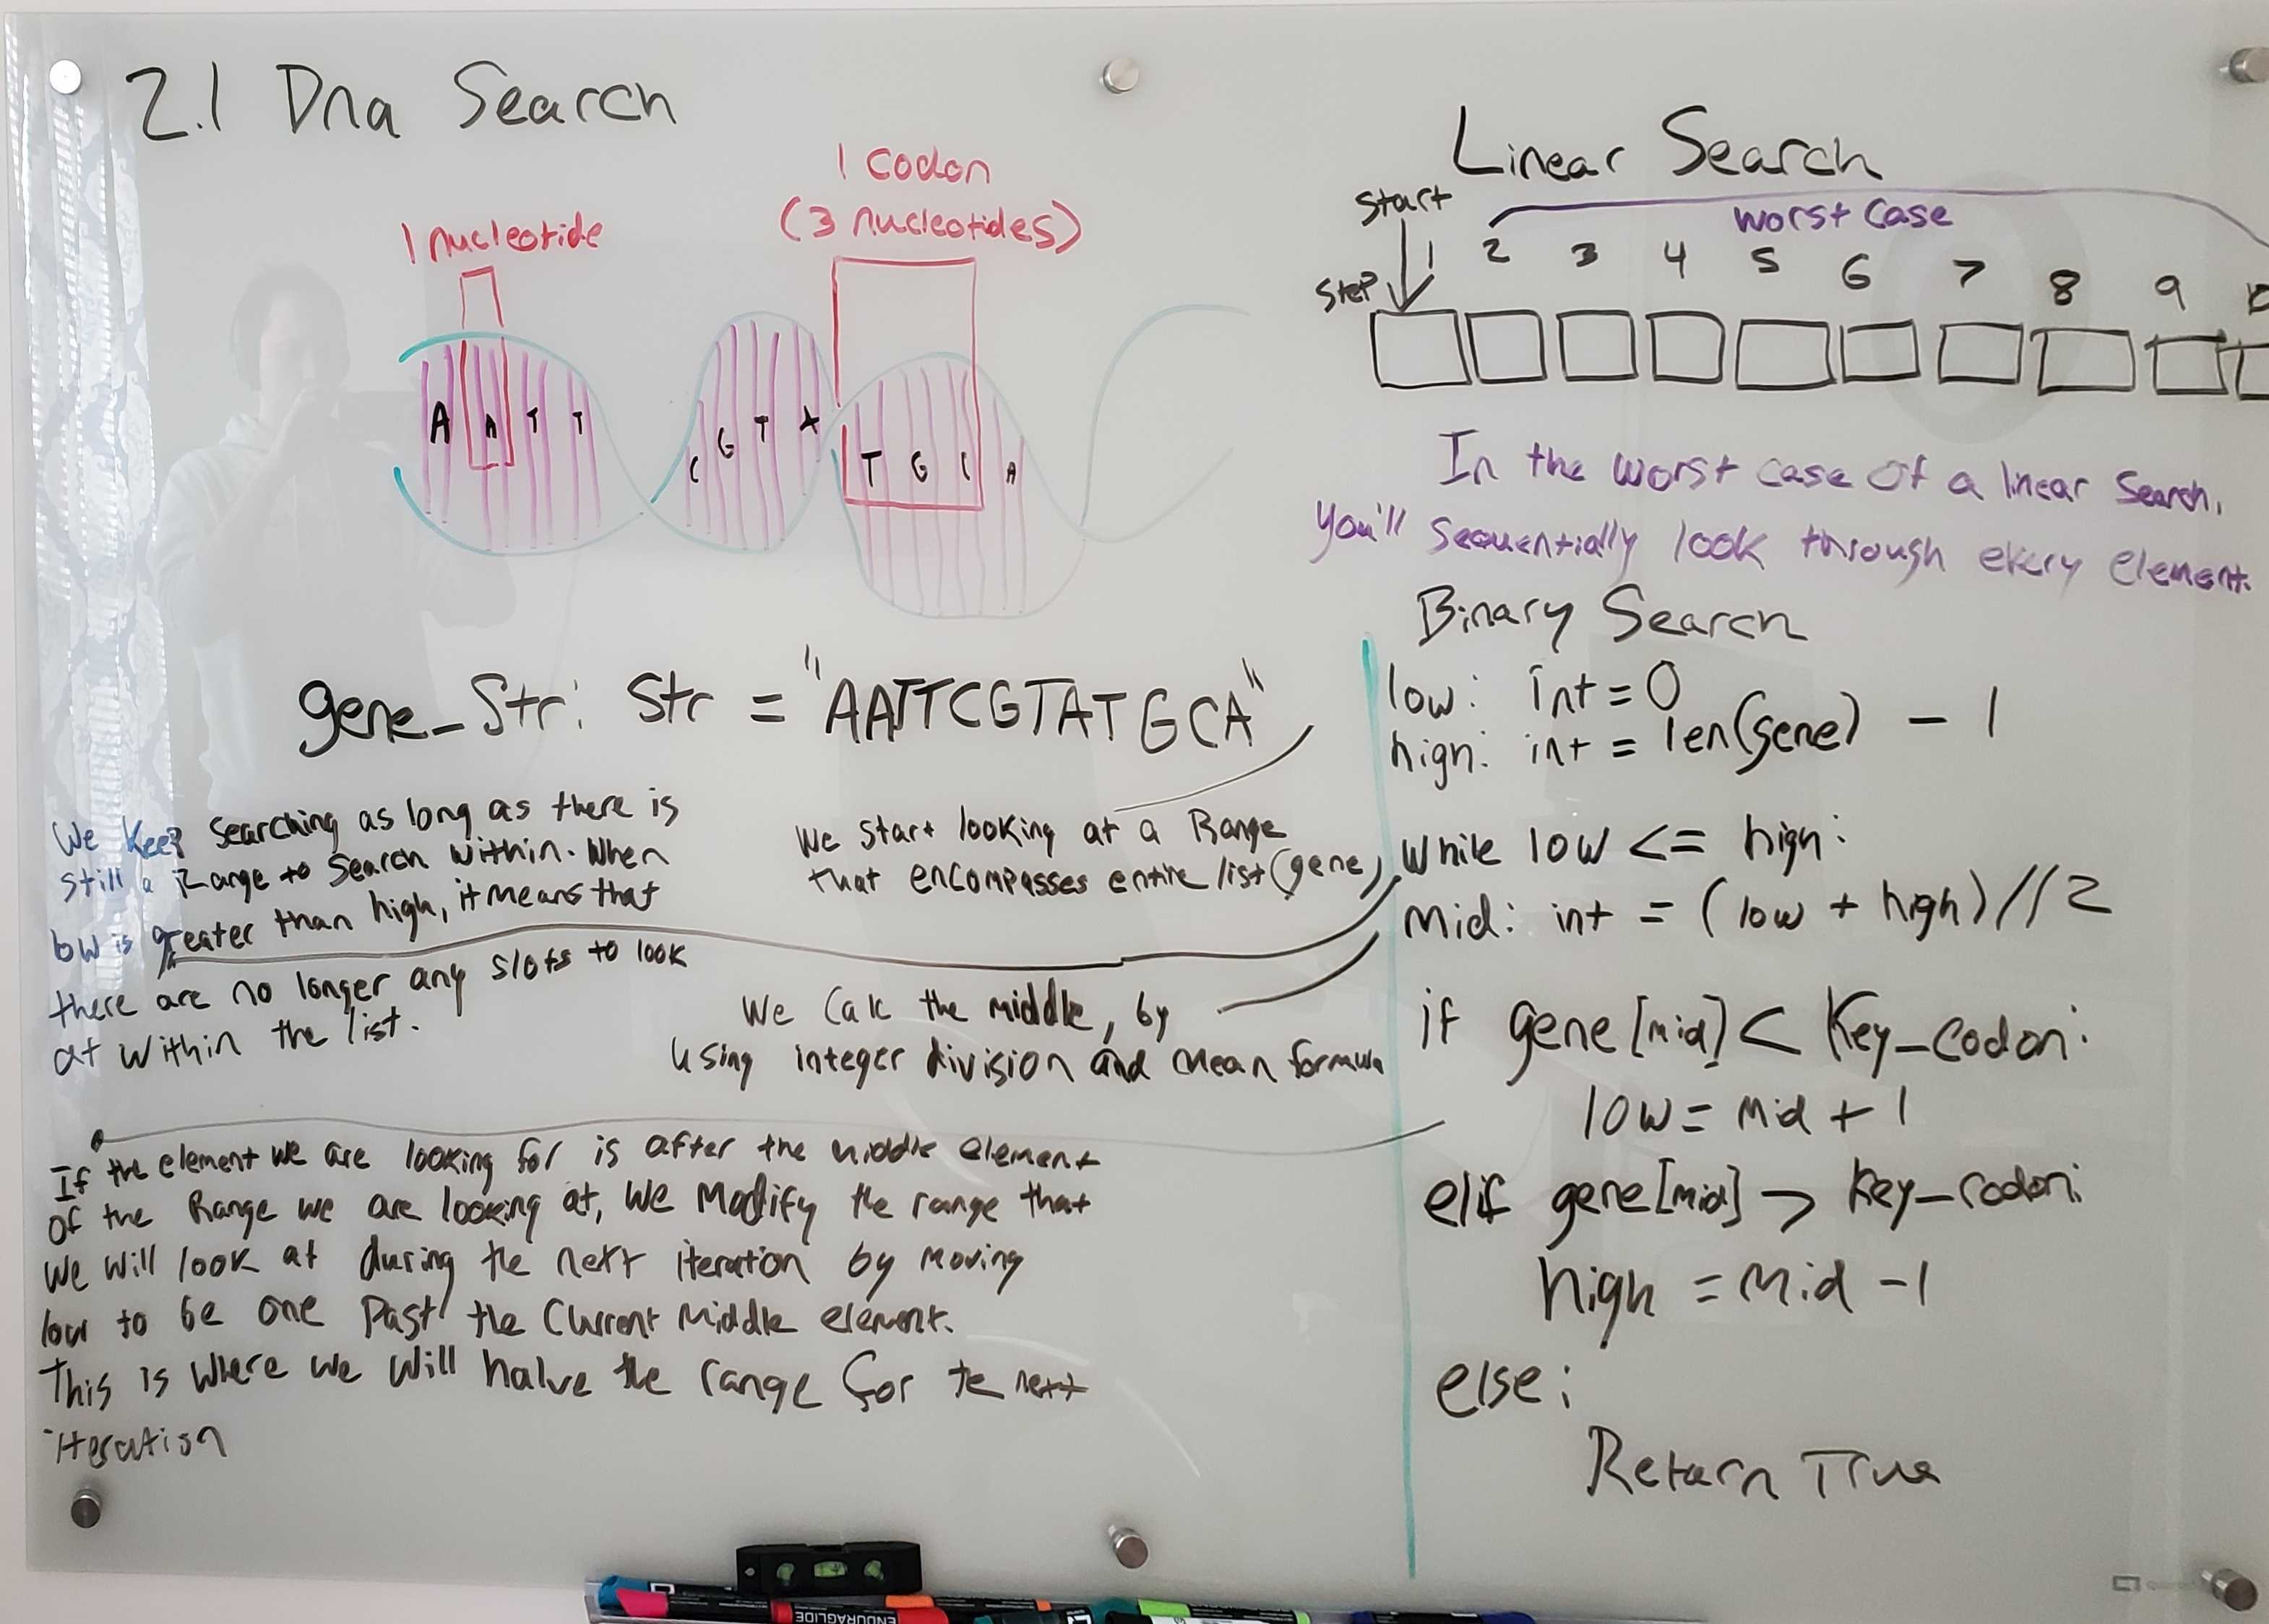 2.1 Dna Search
1 nucleotide
1 Codon
(3 nucleotides)
A A T T C G T A T G C A
gene_Str: Str = "AATTCGTATGCA"
We Keep Searching as long as there is
still a Range to Search within. When
low is greater than high, it means that
there are no longer any slots to look
at within the list.
We start looking at a Range
that encompasses entire list (gene)
We Calc the middle, by
using integer division and mean formula
If the element we are looking for is after the middle element
of the Range we are looking at, we Modify the range that
we will look at during the next iteration by moving
low to be one Past the Current Middle element.
This is where we will halve the range for te next
iteration
Linear Search
Start
Worst Case
Step 1 2 3 4 5 6 7 8 9 10
In the worst case of a linear Search,
You'll sequentially look through every element.
Binary Search
low: int = 0
high: int = len(gene) - 1
while low <= high:
mid: int = (low + high)//2
if gene[mid] < Key_Codon:
low = mid + 1
elif gene[mid] > Key_codon:
high = mid - 1
else:
Return True
ENDURAGLIDE